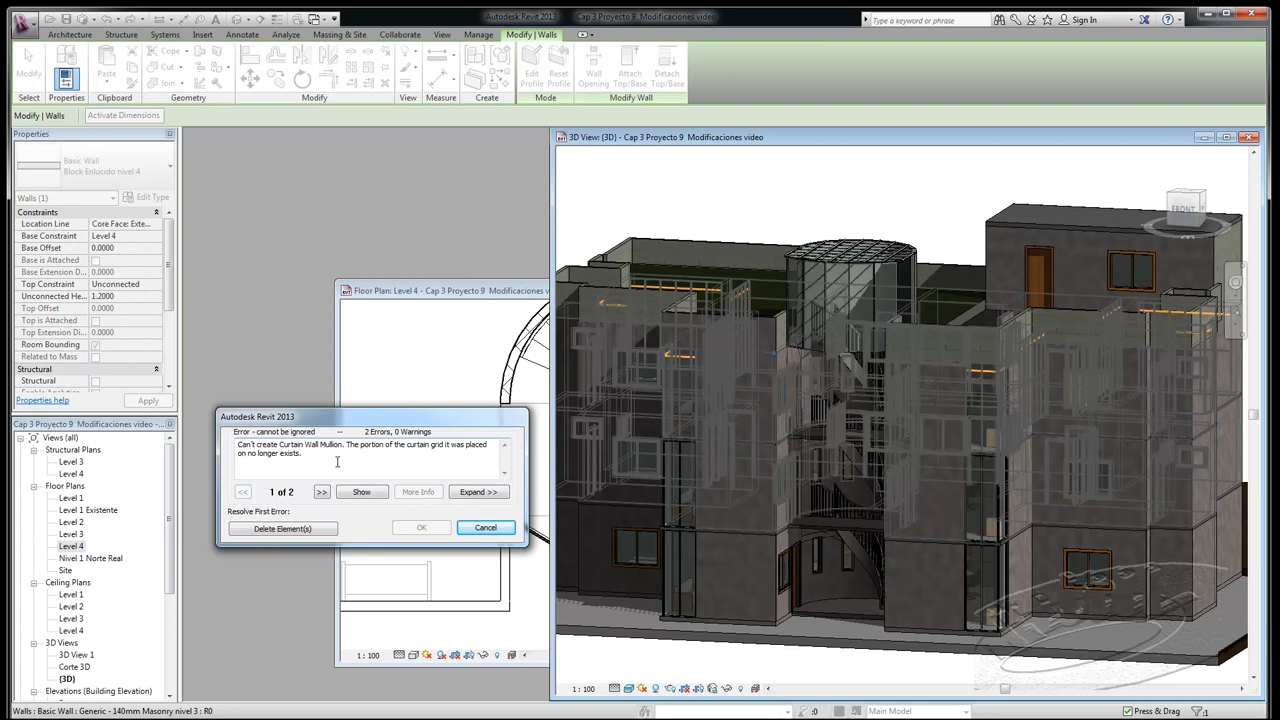 Autodesk Revit 2013 Cap 3 Proyecto 9 Modificaciones video
Type a keyword or phrase
Sign In
Architecture Structure Systems Insert Annotate Analyze Massing & Site Collaborate View Manage Modify | Walls
Modify
Paste
Cope
Cut
Join
Edit Profile
Reset Profile
Wall Opening
Attach Top/Base
Detach Top/Base
Select Properties Clipboard Geometry Modify View Measure Create Mode Modify Wall
Modify | Walls Activate Dimensions
Properties
Basic Wall
Block Enlucido nivel 4
Walls (1) Edit Type
Constraints
Location Line Core Face: Exte...
Base Constraint Level 4
Base Offset 0.0000
Base is Attached
Base Extension D... 0.0000
Top Constraint Unconnected
Unconnected He... 1.2000
Top Offset 0.0000
Top is Attached
Top Extension Di... 0.0000
Room Bounding
Related to Mass
Structural
Structural
Properties help Apply
Cap 3 Proyecto 9 Modificaciones video
Views (all)
Structural Plans
Level 3
Level 4
Floor Plans
Level 1
Level 1 Existente
Level 2
Level 3
Level 4
Nivel 1 Norte Real
Site
Ceiling Plans
Level 1
Level 2
Level 3
Level 4
3D Views
3D View 1
Corte 3D
{3D}
Elevations (Building Elevation)
Floor Plan: Level 4 - Cap 3 Proyecto 9 Modificaciones v
1 : 100
3D View: {3D} - Cap 3 Proyecto 9 Modificaciones video
FRONT
1 : 100
Autodesk Revit 2013
Error - cannot be ignored -- 2 Errors, 0 Warnings
Can't create Curtain Wall Mullion. The portion of the curtain grid it was placed
on no longer exists.
<< 1 of 2 >> Show More Info Expand >>
Resolve First Error:
Delete Element(s) OK Cancel
Walls : Basic Wall : Generic - 140mm Masonry nivel 3 : R0
:0 Main Model Press & Drag :1